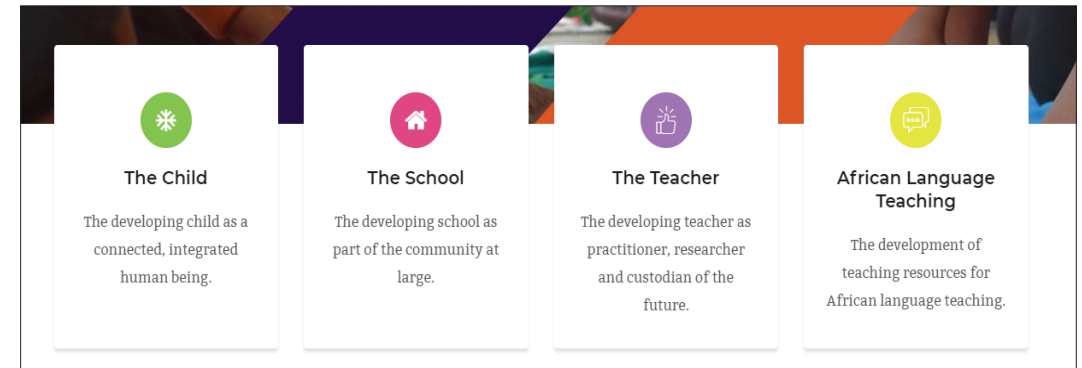 The Child
The developing child as a
connected, integrated
human being.
The School
The developing school as
part of the community at
large.
The Teacher
The developing teacher as
practitioner, researcher
and custodian of the
future.
African Language
Teaching
The development of
teaching resources for
African language teaching.